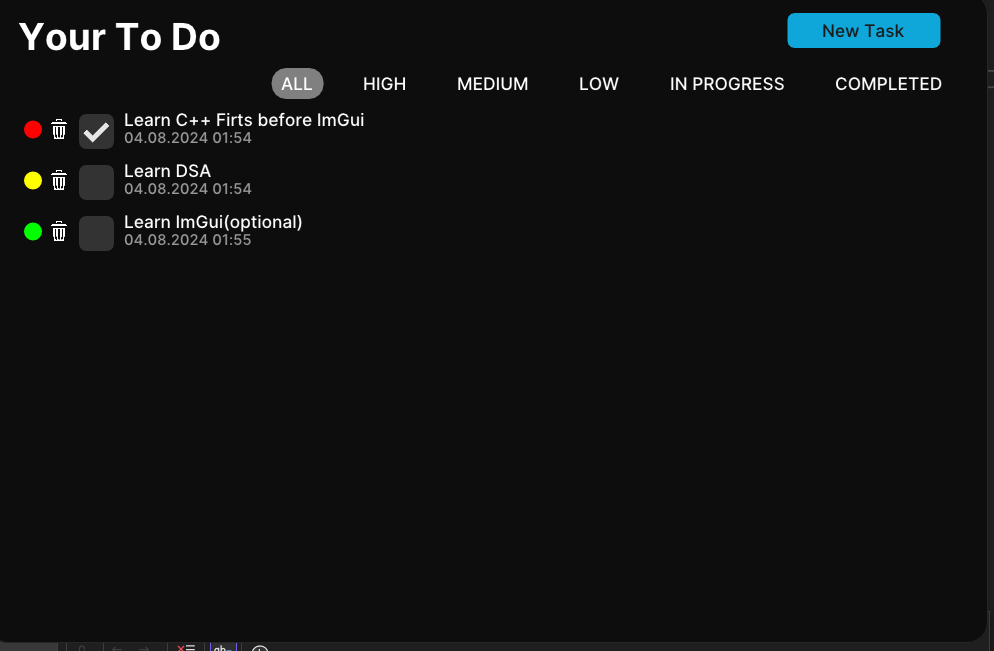 Your To Do
New Task
ALL HIGH MEDIUM LOW IN PROGRESS COMPLETED
Learn C++ Firts before ImGui
04.08.2024 01:54
Learn DSA
04.08.2024 01:54
Learn ImGui(optional)
04.08.2024 01:55